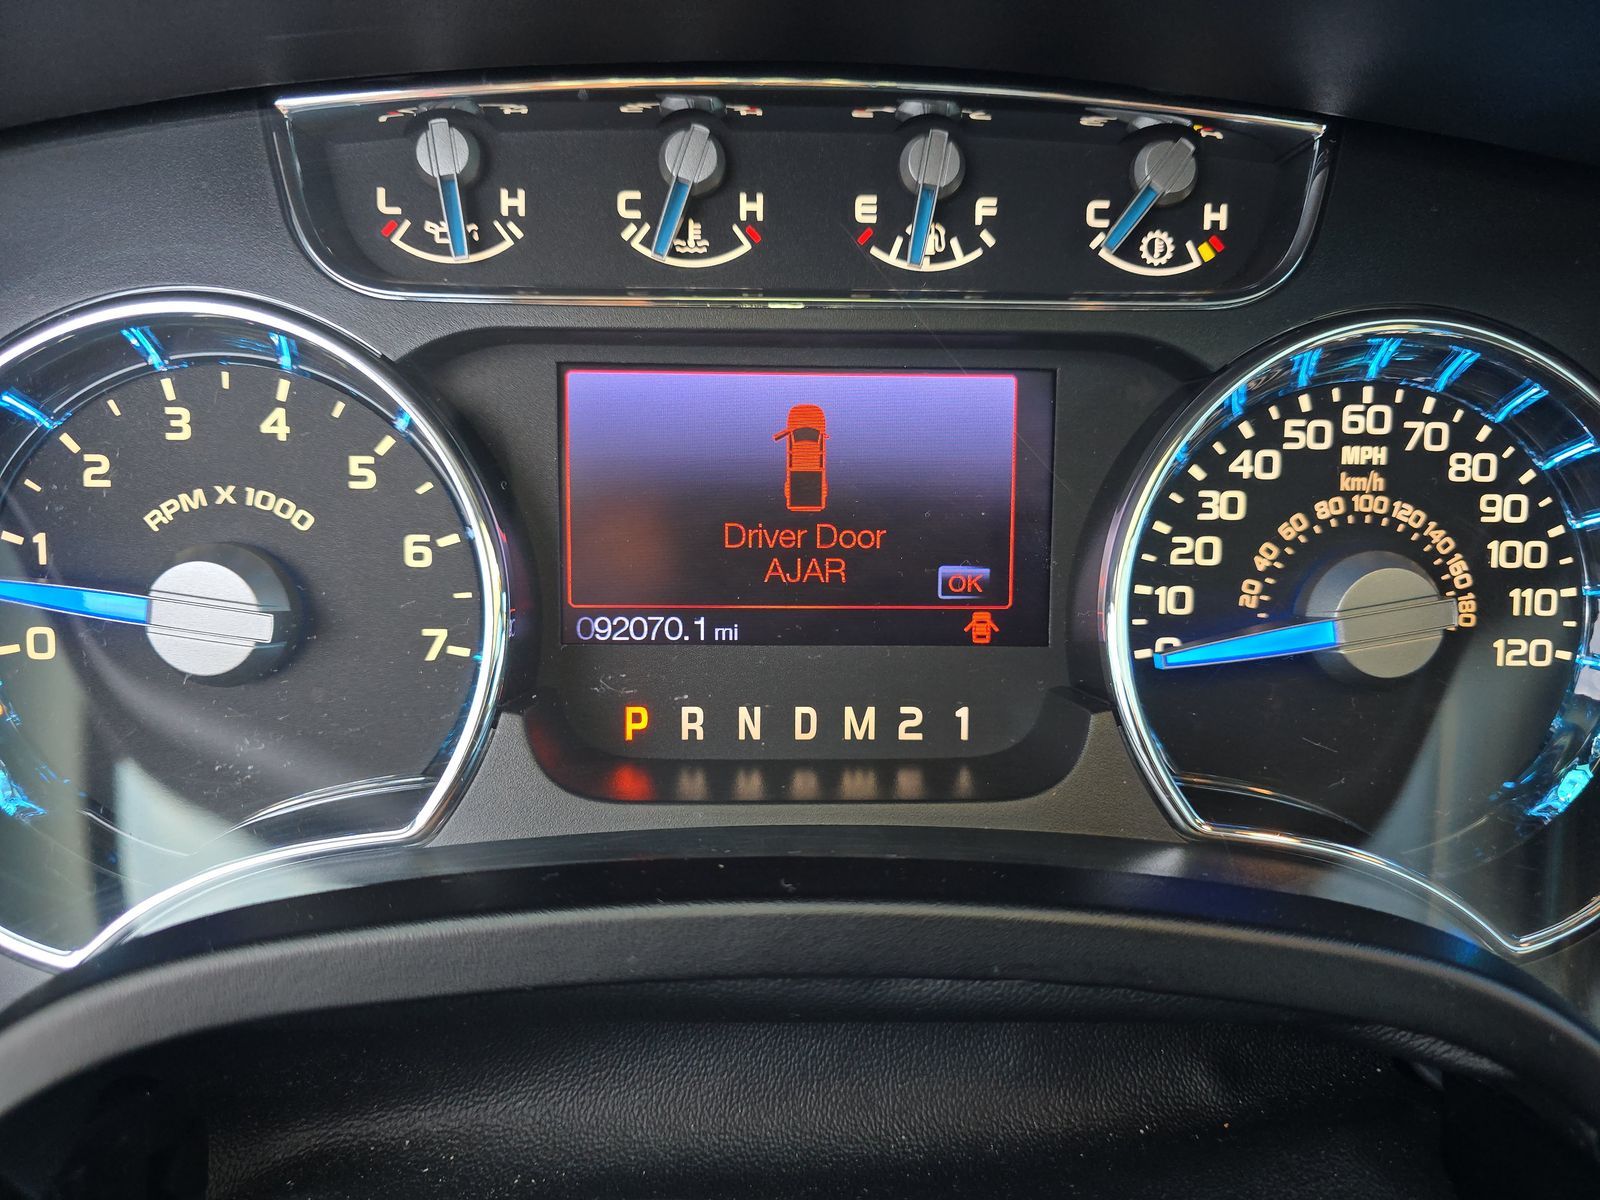 L H
C H
E F
C H
0 1 2 3 4 5 6 7
RPM X 1000
Driver Door
AJAR
OK
092070.1 mi
P R N D M 2 1
0 10 20 30 40 50 60 70 80 90 100 110 120
MPH
km/h
20 40 60 80 100 120 140 160 180